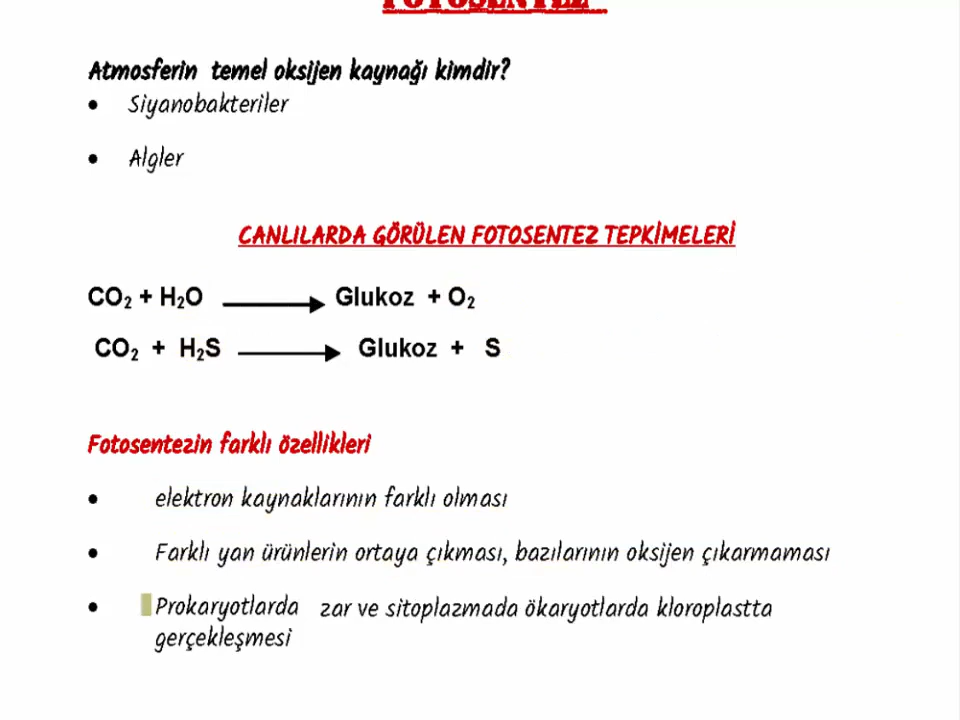 FOTOSENTEZ
Atmosferin temel oksijen kaynağı kimdir?
• Siyanobakteriler
• Algler
CANLILARDA GÖRÜLEN FOTOSENTEZ TEPKİMELERİ
CO₂ + H₂O → Glukoz + O₂
CO₂ + H₂S → Glukoz + S
Fotosentezin farklı özellikleri
• elektron kaynaklarının farklı olması
• Farklı yan ürünlerin ortaya çıkması, bazılarının oksijen çıkarmaması
• Prokaryotlarda zar ve sitoplazmada ökaryotlarda kloroplastta
gerçekleşmesi